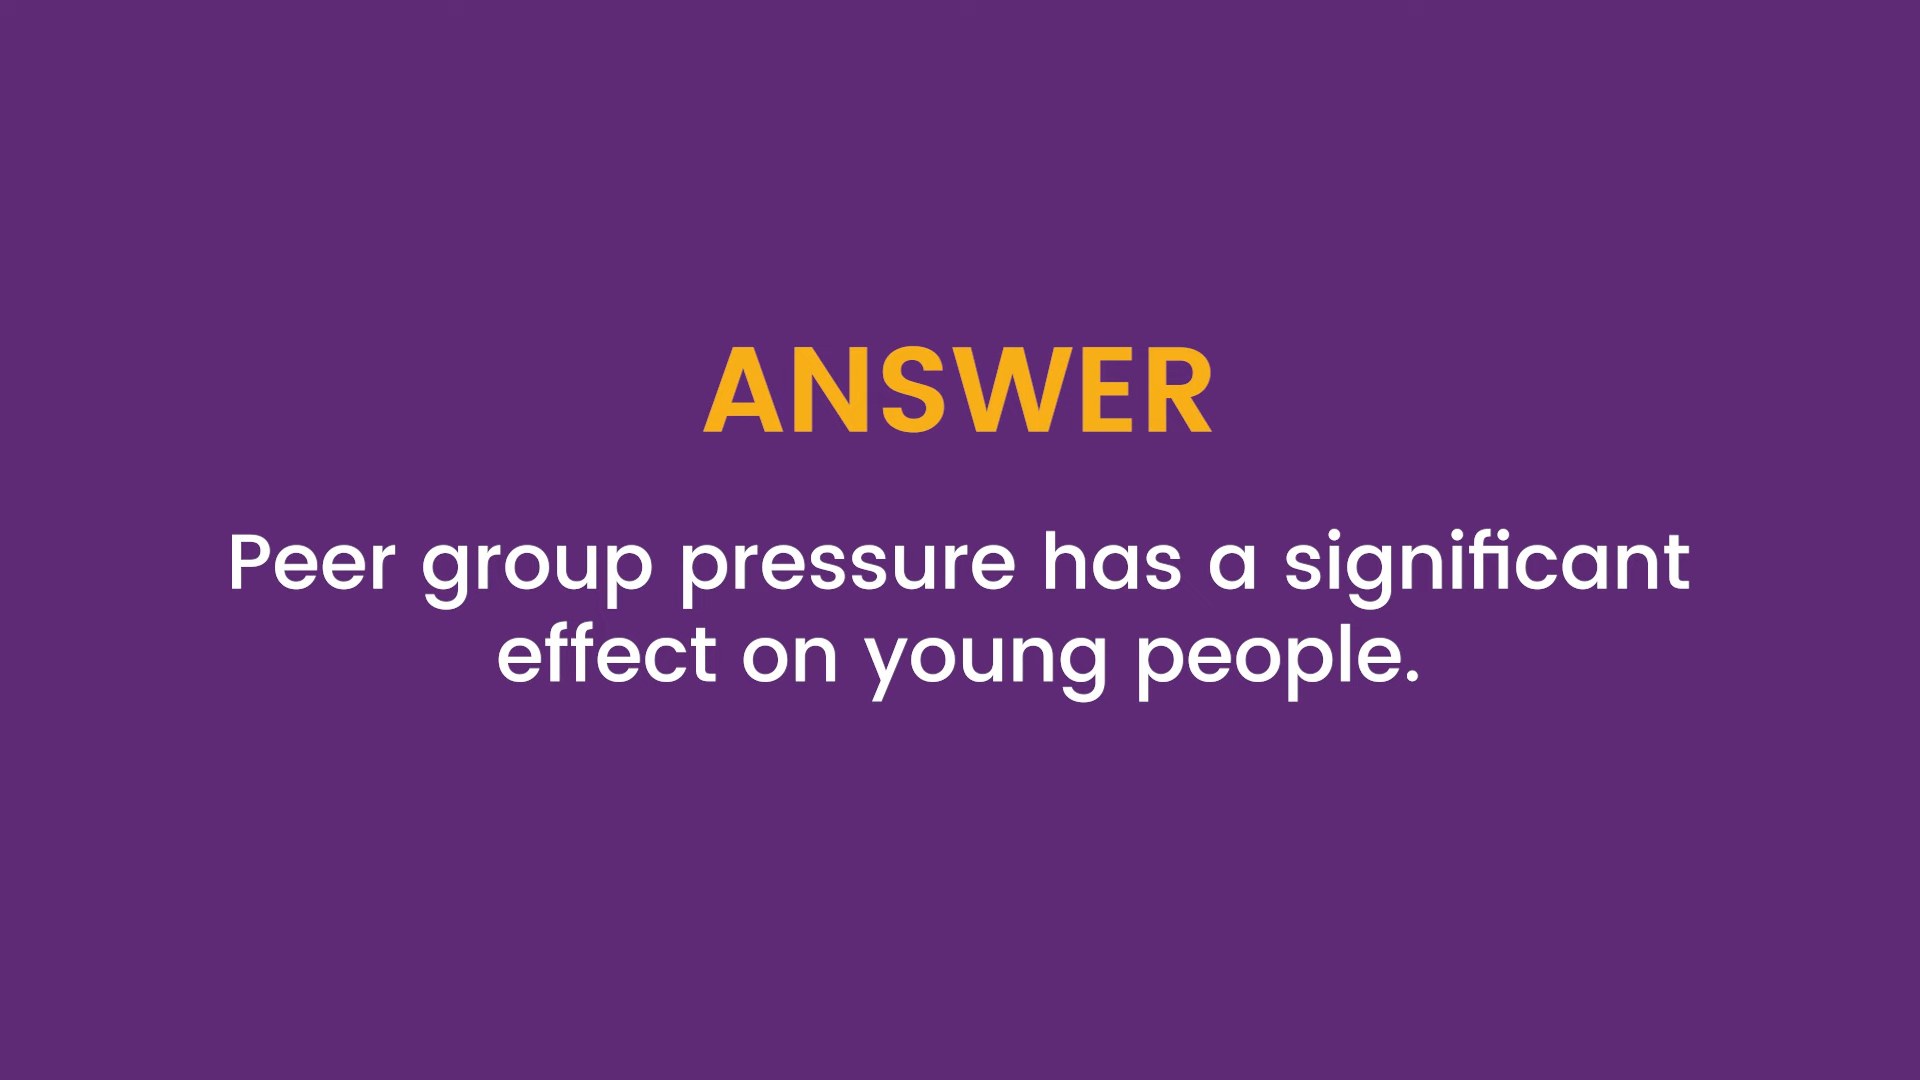 ANSWER
Peer group pressure has a significant
effect on young people.